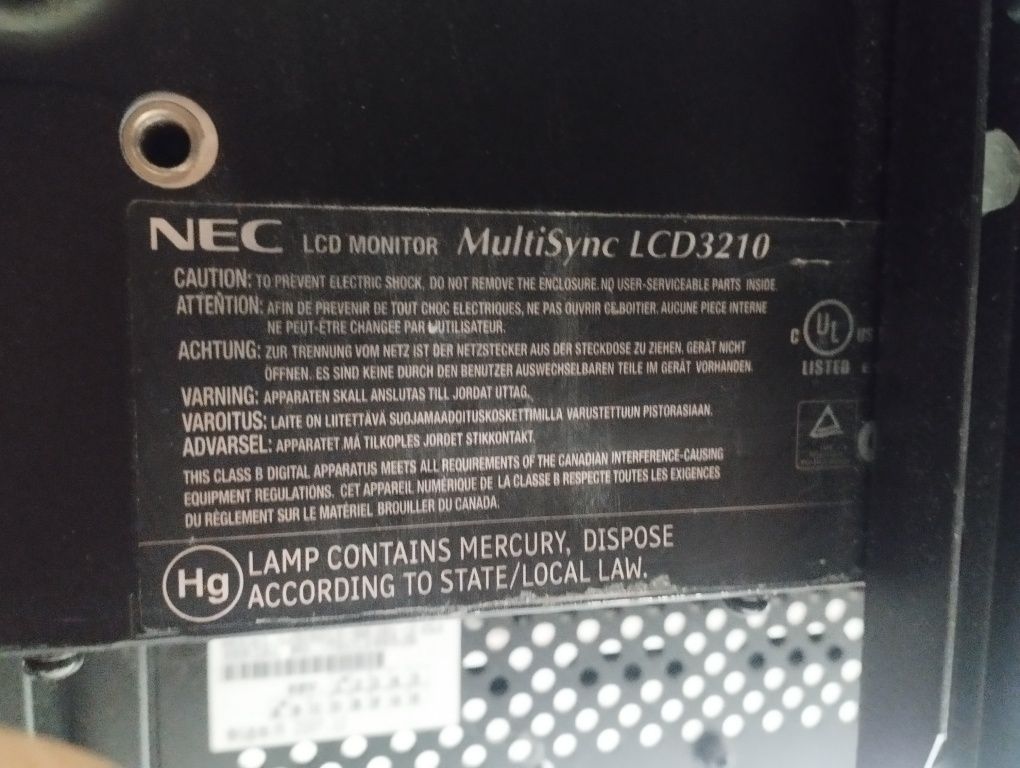 NEC LCD MONITOR MultiSync LCD3210
CAUTION: TO PREVENT ELECTRIC SHOCK, DO NOT REMOVE THE ENCLOSURE. NO USER-SERVICEABLE PARTS INSIDE.
ATTENTION: AFIN DE PREVENIR DE TOUT CHOC ELECTRIQUES, NE PAS OUVRIR BOITIER. AUCUNE PIECE INTERNE
NE PEUT-ÊTRE CHANGEE PAR L'UTILISATEUR.
ACHTUNG: ZUR TRENNUNG VOM NETZ IST DER NETZSTECKER AUS DER STECKDOSE ZU ZIEHEN, GERÄT NICHT
ÖFFNEN. ES SIND KEINE DURCH DEN BENUTZER AUSWECHSELBAREN TEILE IM GERÄT VORHANDEN.
VARNING: APPARATEN SKALL ANSLUTAS TILL JORDAT UTTAG.
VAROITUS: LAITE ON LIITETTÄVÄ SUOJAMAADOITUSKOSKETTIMILLA VARUSTETTUUN PISTORASIAAN.
ADVARSEL: APPARATET MÅ TILKOPLES JORDET STIKKONTAKT.
C UL US
LISTED
THIS CLASS B DIGITAL APPARATUS MEETS ALL REQUIREMENTS OF THE CANADIAN INTERFERENCE-CAUSING
EQUIPMENT REGULATIONS. CET APPAREIL NUMÉRIQUE DE LA CLASSE B RESPECTE TOUTES LES EXIGENCES
DU RÈGLEMENT SUR LE MATÉRIEL BROUILLER DU CANADA.
Hg LAMP CONTAINS MERCURY, DISPOSE
ACCORDING TO STATE/LOCAL LAW.